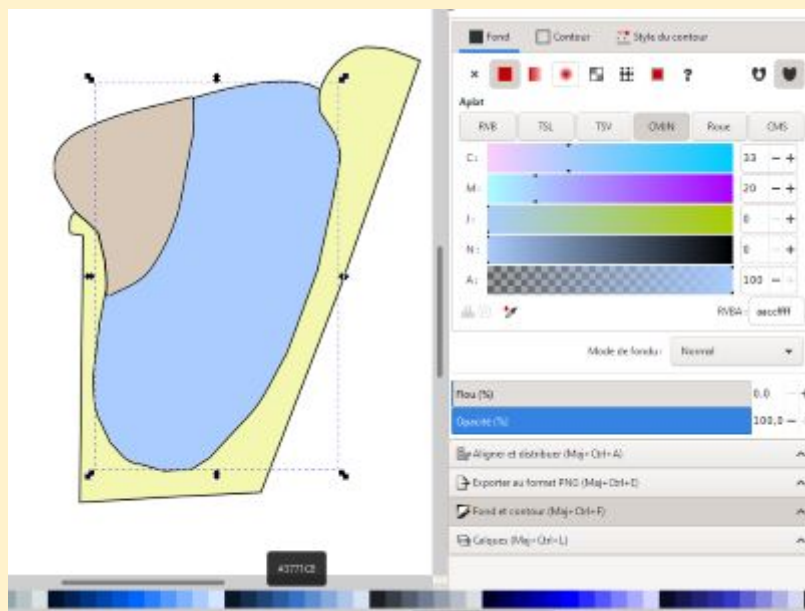 Fond Contour Style du contour
× ?
Aplat
RVB TSL TSV CMJN Roue CMS
C: 33 - +
M: 20 - +
J: 0 - +
N: 0 - +
A: 100 - +
RVBA : aaccffff
Mode de fondu : Normal
Flou (%) 0,0 - +
Opacité (%) 100,0 -
Aligner et distribuer (Maj+Ctrl+A)
Exporter au format PNG (Maj+Ctrl+E)
Fond et contour (Maj+Ctrl+F)
Calques (Maj+Ctrl+L)
#3771C8